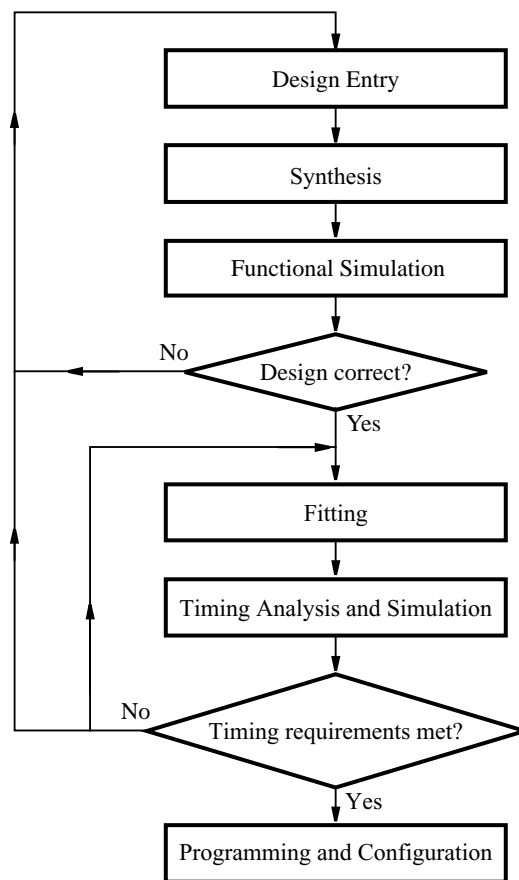 Design Entry
Synthesis
Functional Simulation
No
Design correct?
Yes
Fitting
Timing Analysis and Simulation
No
Timing requirements met?
Yes
Programming and Configuration